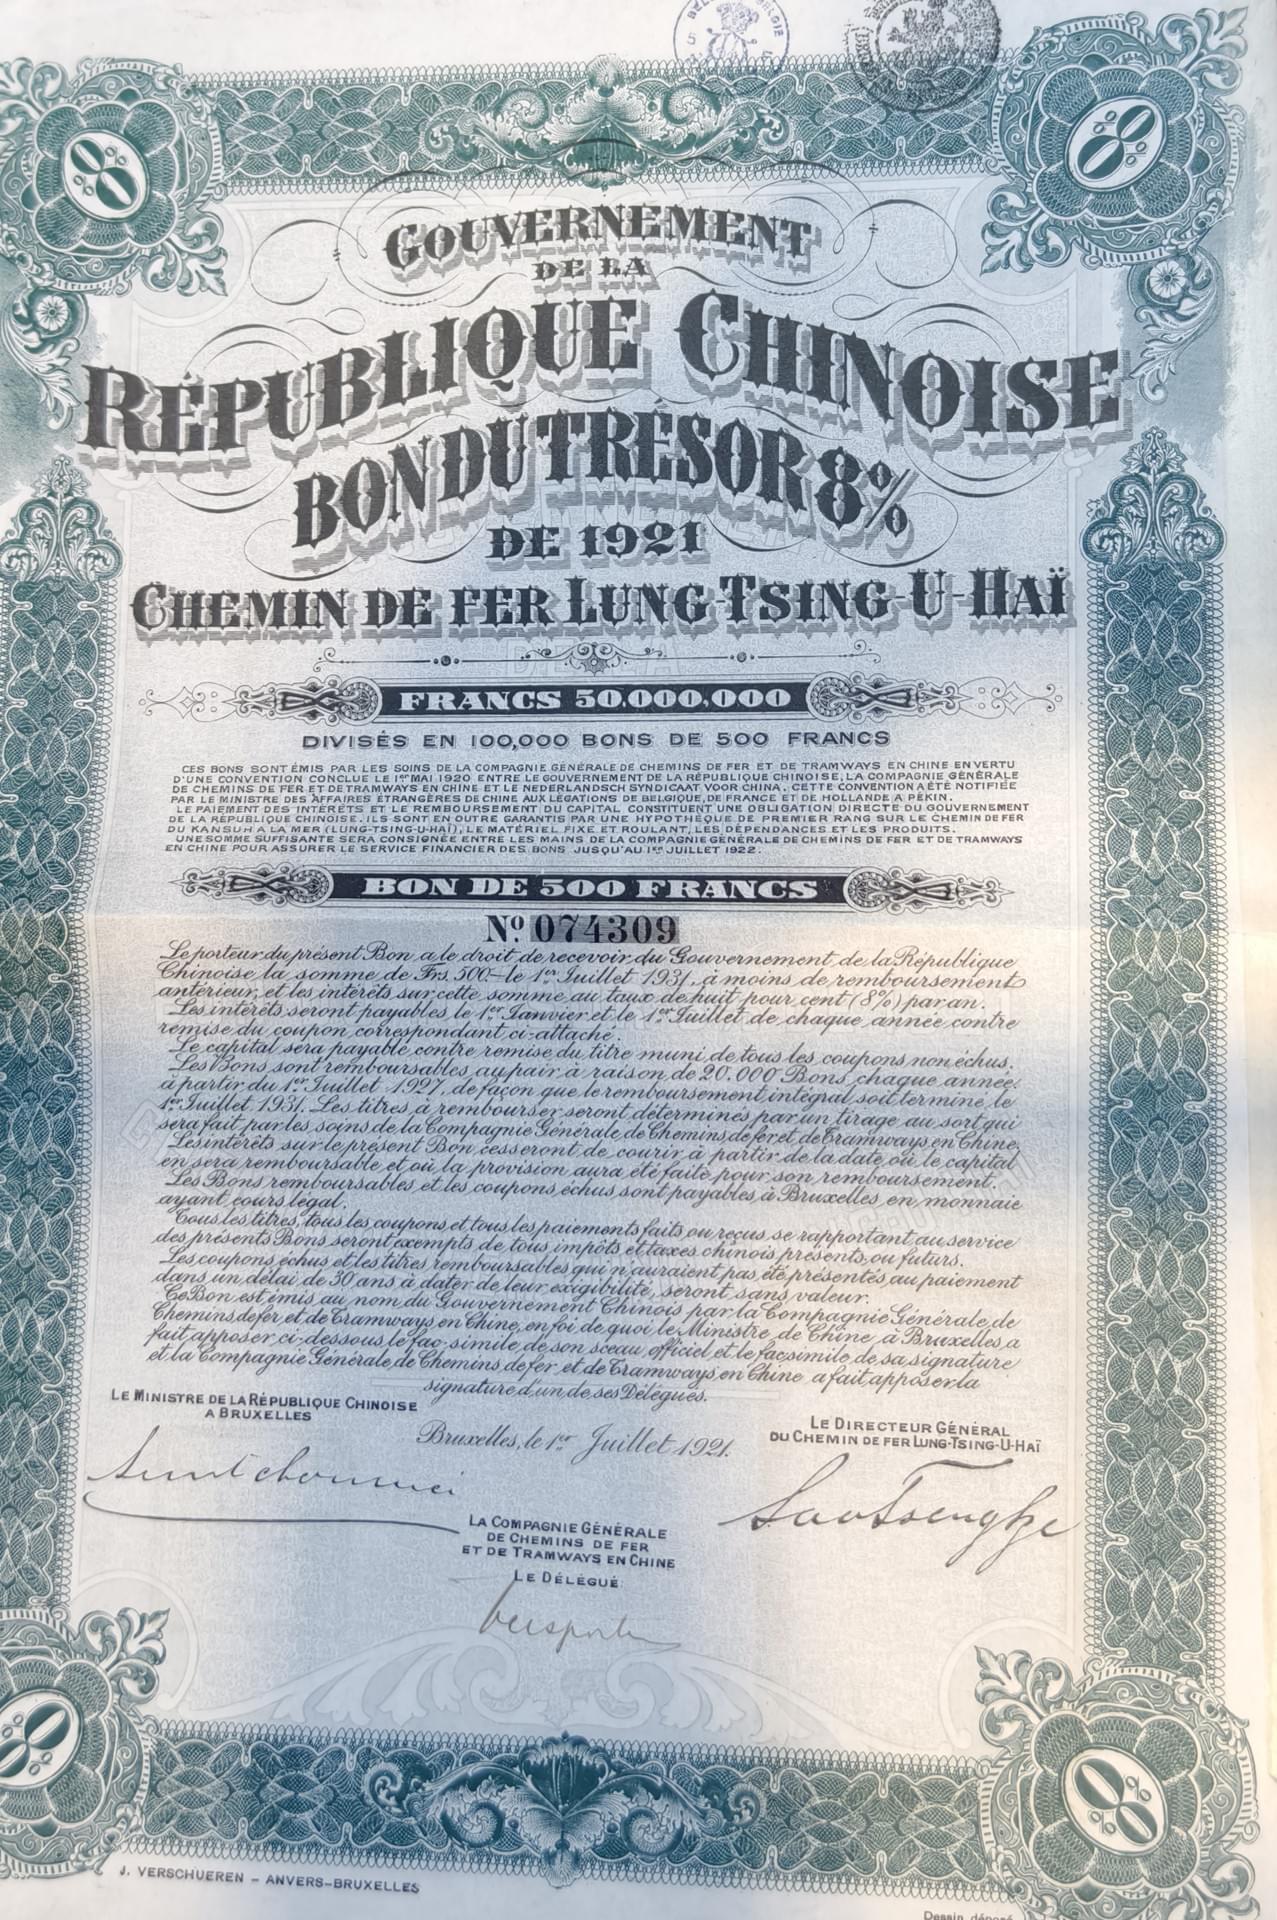 8%
8%
GOUVERNEMENT
DE LA
RÉPUBLIQUE CHINOISE
BON DU TRÉSOR 8%
DE 1921
CHEMIN DE FER LUNG-TSING-U-HAÏ
FRANCS 50.000,000
DIVISÉS EN 100,000 BONS DE 500 FRANCS
CES BONS SONT ÉMIS PAR LES SOINS DE LA COMPAGNIE GÉNÉRALE DE CHEMINS DE FER ET DE TRAMWAYS EN CHINE EN VERTU
D'UNE CONVENTION CONCLUE LE 1ER MAI 1920 ENTRE LE GOUVERNEMENT DE LA RÉPUBLIQUE CHINOISE, LA COMPAGNIE GÉNÉRALE
DE CHEMINS DE FER ET DE TRAMWAYS EN CHINE ET LE NEDERLANDSCH SYNDICAAT VOOR CHINA. CETTE CONVENTION A ÉTÉ NOTIFIÉE
PAR LE MINISTRE DES AFFAIRES ÉTRANGÈRES DE CHINE AUX LÉGATIONS DE BELGIQUE, DE FRANCE ET DE HOLLANDE A PÉKIN.
LE PAIEMENT DES INTÉRÊTS ET LE REMBOURSEMENT DU CAPITAL CONSTITUENT UNE OBLIGATION DIRECTE DU GOUVERNEMENT
DE LA RÉPUBLIQUE CHINOISE. ILS SONT EN OUTRE GARANTIS PAR UNE HYPOTHÈQUE DE PREMIER RANG SUR LE CHEMIN DE FER
DU KANSUH A LA MER (LUNG-TSING-U-HAÏ), LE MATÉRIEL FIXE ET ROULANT, LES DÉPENDANCES ET LES PRODUITS.
UNE SOMME SUFFISANTE SERA CONSIGNÉE ENTRE LES MAINS DE LA COMPAGNIE GÉNÉRALE DE CHEMINS DE FER ET DE TRAMWAYS
EN CHINE POUR ASSURER LE SERVICE FINANCIER DES BONS JUSQU'AU 1ER JUILLET 1922.
BON DE 500 FRANCS
No. 074309
Le porteur du présent Bon a le droit de recevoir du Gouvernement de la République
Chinoise la somme de Frs. 500- le 1er Juillet 1931, à moins de remboursement
antérieur, et les intérêts sur cette somme au taux de huit pour cent (8%) par an.
Les intérêts seront payables le 1er Janvier et le 1er Juillet de chaque année contre
remise du coupon correspondant ci-attaché.
Le capital sera payable contre remise du titre muni de tous les coupons non échus.
Les Bons sont remboursables au pair à raison de 20.000 Bons chaque année,
à partir du 1er Juillet 1927, de façon que le remboursement intégral soit terminé le
1er Juillet 1931. Les titres à rembourser seront déterminés par un tirage au sort qui
sera fait par les soins de la Compagnie Générale de Chemins de fer et de Tramways en Chine.
Les intérêts sur le présent Bon cesseront de courir à partir de la date où le capital
en sera remboursable et où la provision aura été faite pour son remboursement.
Les Bons remboursables et les coupons échus sont payables à Bruxelles en monnaie
ayant cours légal.
Tous les titres, tous les coupons et tous les paiements faits ou reçus se rapportant au service
des présents Bons seront exempts de tous impôts et taxes chinois présents ou futurs.
Les coupons échus et les titres remboursables qui n'auraient pas été présentés au paiement
dans un délai de 30 ans à dater de leur exigibilité, seront sans valeur.
Ce Bon est émis au nom du Gouvernement Chinois par la Compagnie Générale de
Chemins de fer et de Tramways en Chine, en foi de quoi le Ministre de Chine à Bruxelles a
fait apposer ci-dessous le fac-simile de son sceau officiel et le facsimile de sa signature
et la Compagnie Générale de Chemins de fer et de Tramways en Chine a fait apposer la
signature d'un de ses Délégués.
LE MINISTRE DE LA RÉPUBLIQUE CHINOISE
A BRUXELLES
Bruxelles, le 1er Juillet 1921.
LE DIRECTEUR GÉNÉRAL
DU CHEMIN DE FER LUNG-TSING-U-HAÏ
LA COMPAGNIE GÉNÉRALE
DE CHEMINS DE FER
ET DE TRAMWAYS EN CHINE
LE DÉLÉGUÉ
8%
8%
J. VERSCHUEREN – ANVERS-BRUXELLES
Dessin déposé